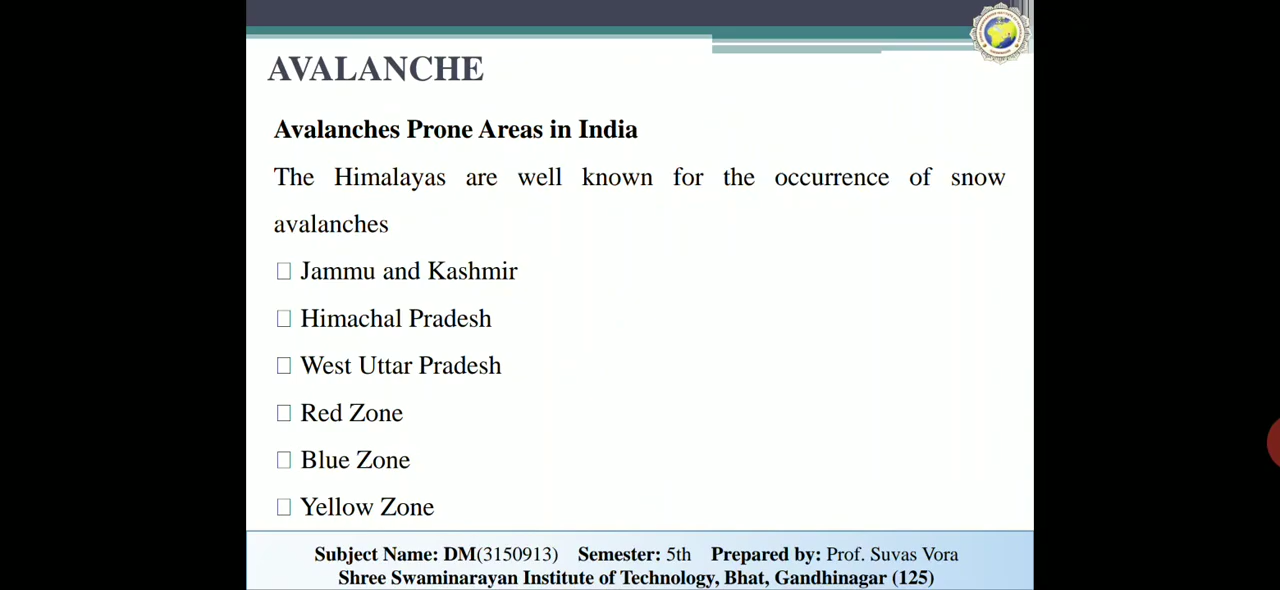 AVALANCHE
Avalanches Prone Areas in India
The Himalayas are well known for the occurrence of snow
avalanches
Jammu and Kashmir
Himachal Pradesh
West Uttar Pradesh
Red Zone
Blue Zone
Yellow Zone
Subject Name: DM(3150913) Semester: 5th Prepared by: Prof. Suvas Vora
Shree Swaminarayan Institute of Technology, Bhat, Gandhinagar (125)